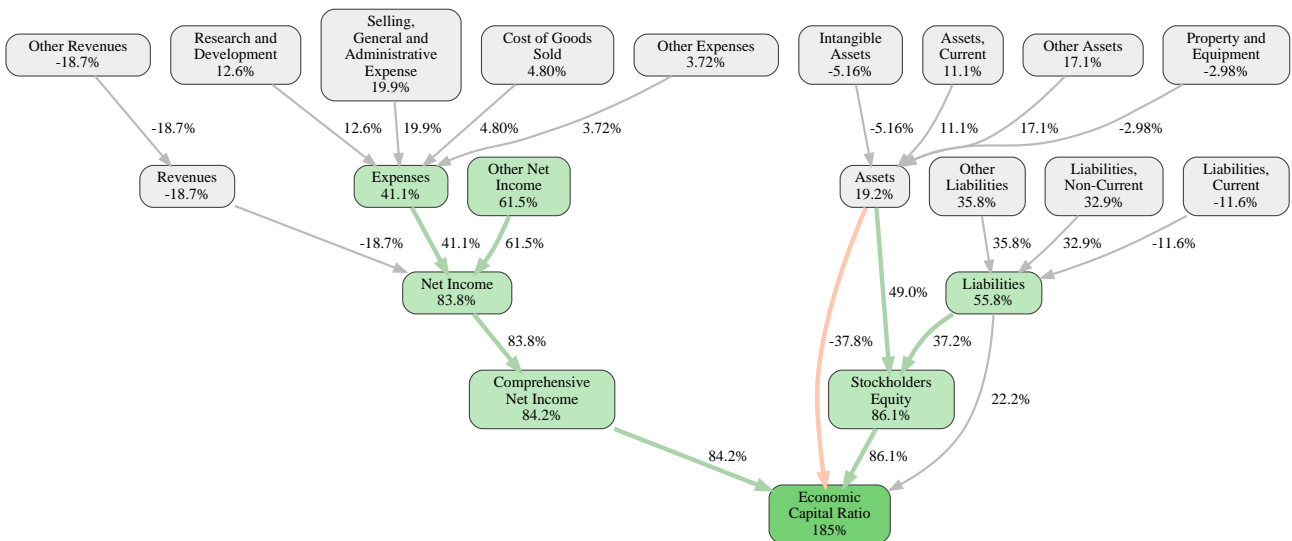 Other Revenues
-18.7%
Research and
Development
12.6%
Selling,
General and
Administrative
Expense
19.9%
Cost of Goods
Sold
4.80%
Other Expenses
3.72%
Intangible
Assets
-5.16%
Assets,
Current
11.1%
Other Assets
17.1%
Property and
Equipment
-2.98%
-18.7%
12.6%
19.9%
4.80%
3.72%
-5.16%
11.1%
17.1%
-2.98%
Revenues
-18.7%
Expenses
41.1%
Other Net
Income
61.5%
Assets
19.2%
Other
Liabilities
35.8%
Liabilities,
Non-Current
32.9%
Liabilities,
Current
-11.6%
-18.7%
41.1%
61.5%
35.8%
32.9%
-11.6%
Net Income
83.8%
49.0%
Liabilities
55.8%
83.8%
-37.8%
37.2%
Comprehensive
Net Income
84.2%
Stockholders
Equity
86.1%
22.2%
84.2%
86.1%
Economic
Capital Ratio
185%